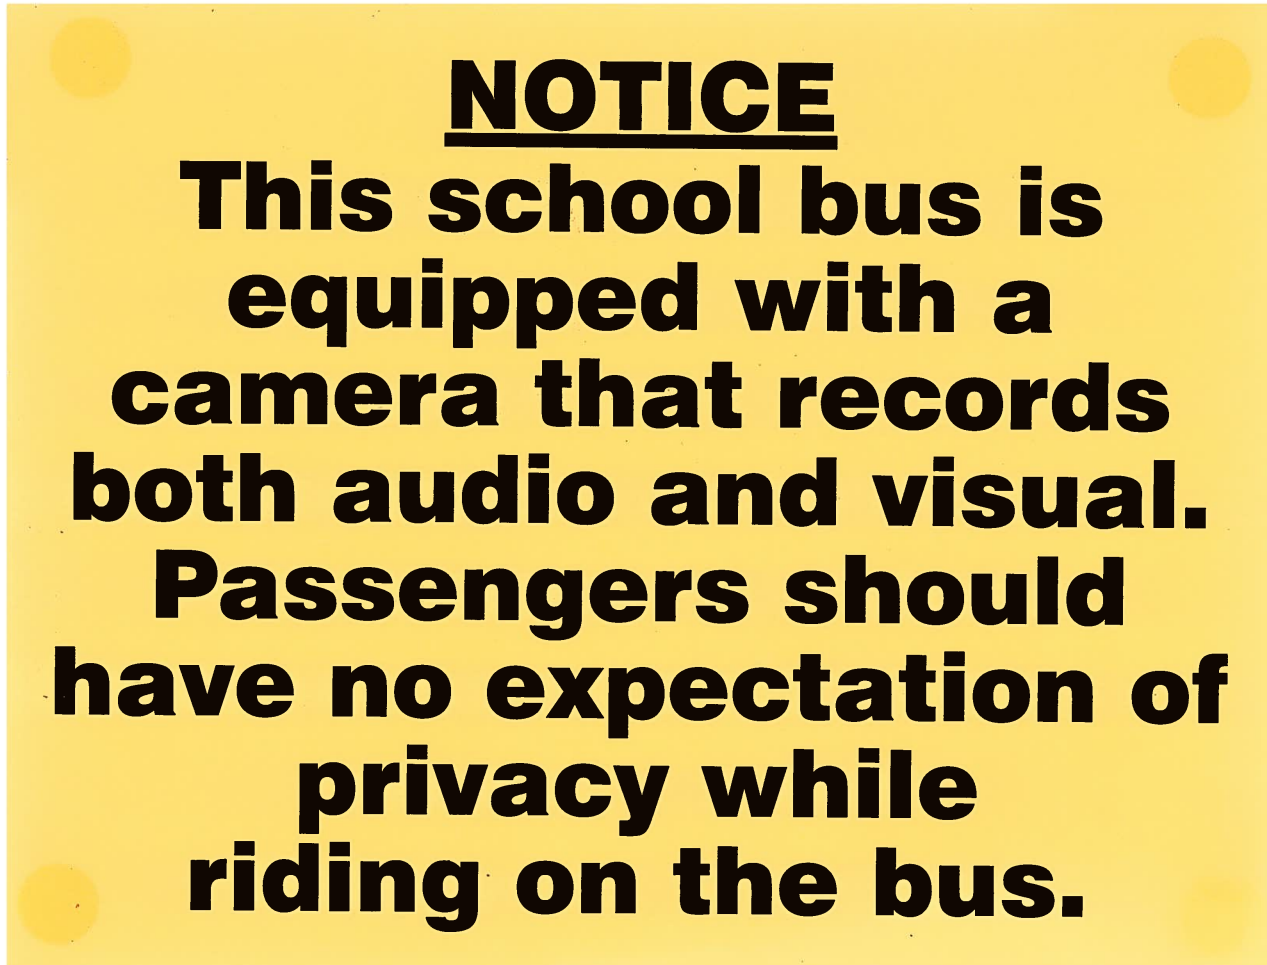 NOTICE
This school bus is
equipped with a
camera that records
both audio and visual.
Passengers should
have no expectation of
privacy while
riding on the bus.